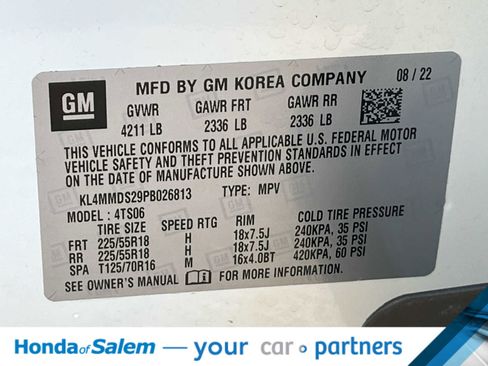 GM
MFD BY GM KOREA COMPANY 08 / 22
GVWR GAWR FRT GAWR RR
4211 LB 2336 LB 2336 LB
THIS VEHICLE CONFORMS TO ALL APPLICABLE U.S. FEDERAL MOTOR
VEHICLE SAFETY AND THEFT PREVENTION STANDARDS IN EFFECT
ON THE DATE OF MANUFACTURE SHOWN ABOVE.
KL4MMDS29PB026813 TYPE: MPV
MODEL: 4TS06
TIRE SIZE SPEED RTG RIM COLD TIRE PRESSURE
FRT 225/55R18 H 18x7.5J 240KPA, 35 PSI
RR 225/55R18 H 18x7.5J 240KPA, 35 PSI
SPA T125/70R16 M 16x4.0BT 420KPA, 60 PSI
SEE OWNER'S MANUAL FOR MORE INFORMATION.
Honda of Salem — your car partners